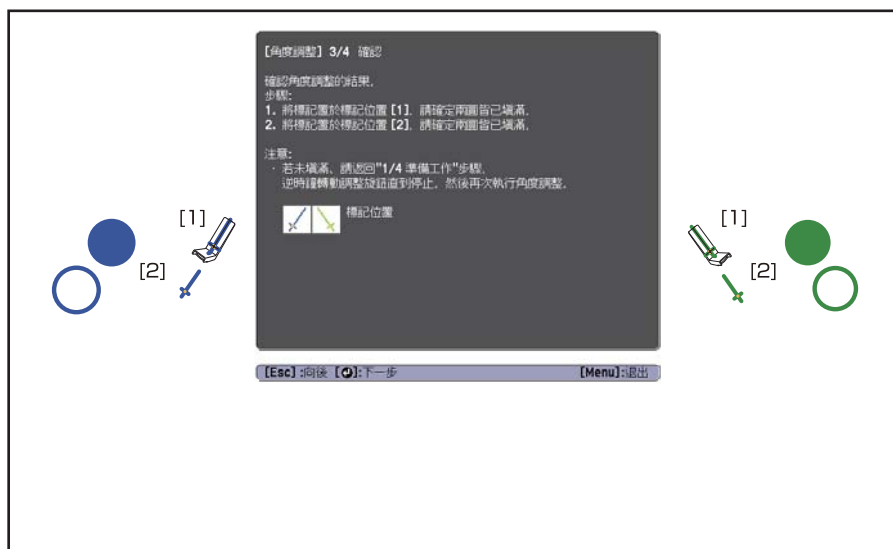 [角度調整] 3/4 確認
確認角度調整的結果.
步驟:
1. 將標記置於標記位置 [1]. 請確定兩圓皆已填滿.
2. 將標記置於標記位置 [2]. 請確定兩圓皆已填滿.
注意:
· 若未填滿、請返回"1/4 準備工作"步驟.
逆時鐘轉動調整旋鈕直到停止. 然後再次執行角度調整.
標記位置
[1]
[2]
[1]
[2]
[Esc] :向後 [⏎]:下一步 [Menu]:退出